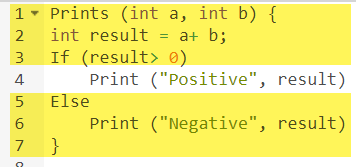 1 Prints (int a, int b) {
2 int result = a+ b;
3 If (result> 0)
4 Print ("Positive", result)
5 Else
6 Print ("Negative", result)
7 }